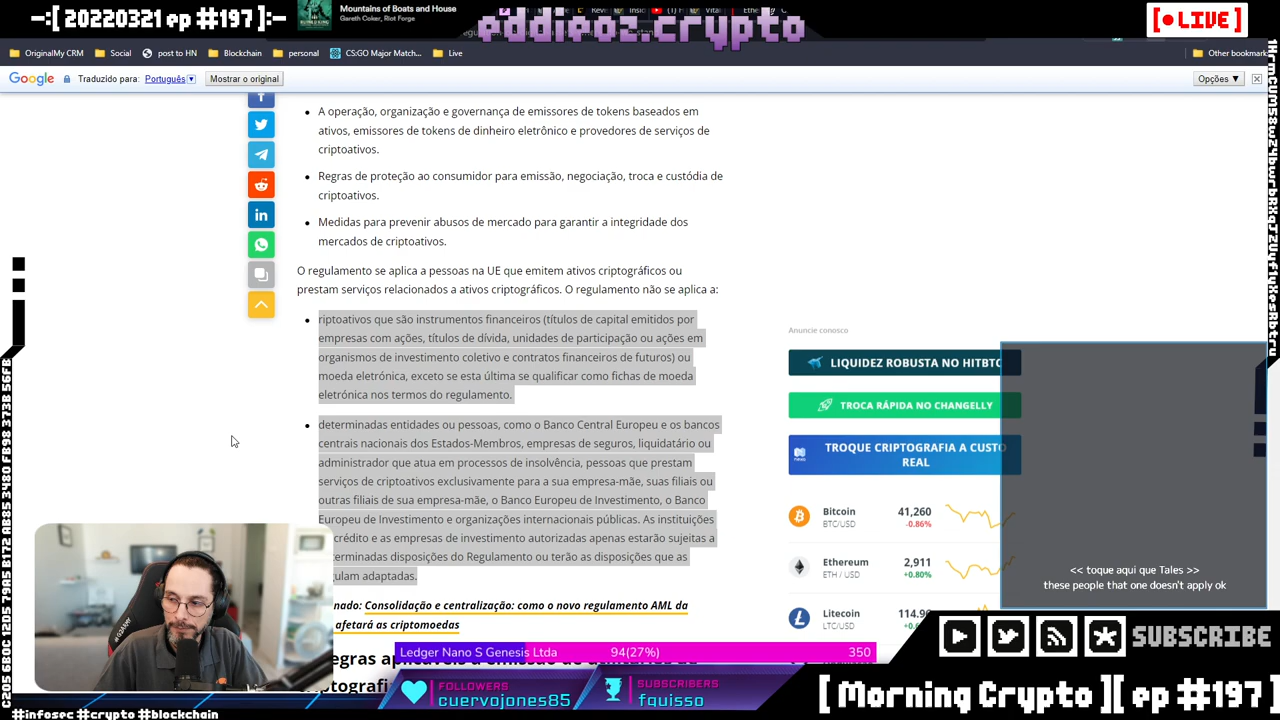 -=[ 20220321 ep #197]:-
Mountains of Boats and House
Gareth Coker, Riot Forge
eddieoz.crypto
[● LIVE ]
OriginalMy CRM
Social
post to HN
Blockchain
personal
CS:GO Major Match...
Live
Other bookmark
Google
Traduzido para:
Português
Mostrar o original
Opções ▼
A operação, organização e governança de emissores de tokens baseados em
ativos, emissores de tokens de dinheiro eletrônico e provedores de serviços de
criptoativos.
Regras de proteção ao consumidor para emissão, negociação, troca e custódia de
criptoativos.
Medidas para prevenir abusos de mercado para garantir a integridade dos
mercados de criptoativos.
O regulamento se aplica a pessoas na UE que emitem ativos criptográficos ou
prestam serviços relacionados a ativos criptográficos. O regulamento não se aplica a:
riptoativos que são instrumentos financeiros (títulos de capital emitidos por
empresas com ações, títulos de dívida, unidades de participação ou ações em
organismos de investimento coletivo e contratos financeiros de futuros) ou
moeda eletrónica, exceto se esta última se qualificar como fichas de moeda
eletrónica nos termos do regulamento.
determinadas entidades ou pessoas, como o Banco Central Europeu e os bancos
centrais nacionais dos Estados-Membros, empresas de seguros, liquidatário ou
administrador que atua em processos de insolvência, pessoas que prestam
serviços de criptoativos exclusivamente para a sua empresa-mãe, suas filiais ou
outras filiais de sua empresa-mãe, o Banco Europeu de Investimento, o Banco
Europeu de Investimento e organizações internacionais públicas. As instituições
crédito e as empresas de investimento autorizadas apenas estarão sujeitas a
terminadas disposições do Regulamento ou terão as disposições que as
gulam adaptadas.
nado: Consolidação e centralização: como o novo regulamento AML da
afetará as criptomoedas
Anuncie conosco
LIQUIDEZ ROBUSTA NO HITBTC
TROCA RÁPIDA NO CHANGELLY
TROQUE CRIPTOGRAFIA A CUSTO
REAL
Bitcoin 41,260
BTC/USD -0.86%
Ethereum 2,911
ETH / USD +0.80%
Litecoin 114.9
LTC/USD
<< toque aqui que Tales >>
these people that one doesn't apply ok
Ledger Nano S Genesis Ltda 94(27%) 350
FOLLOWERS
cuervojones85
SUBSCRIBERS
fquisso
SUBSCRIBE
[ Morning Crypto ][ ep #197 ]
#infosec #crypto #blockchain